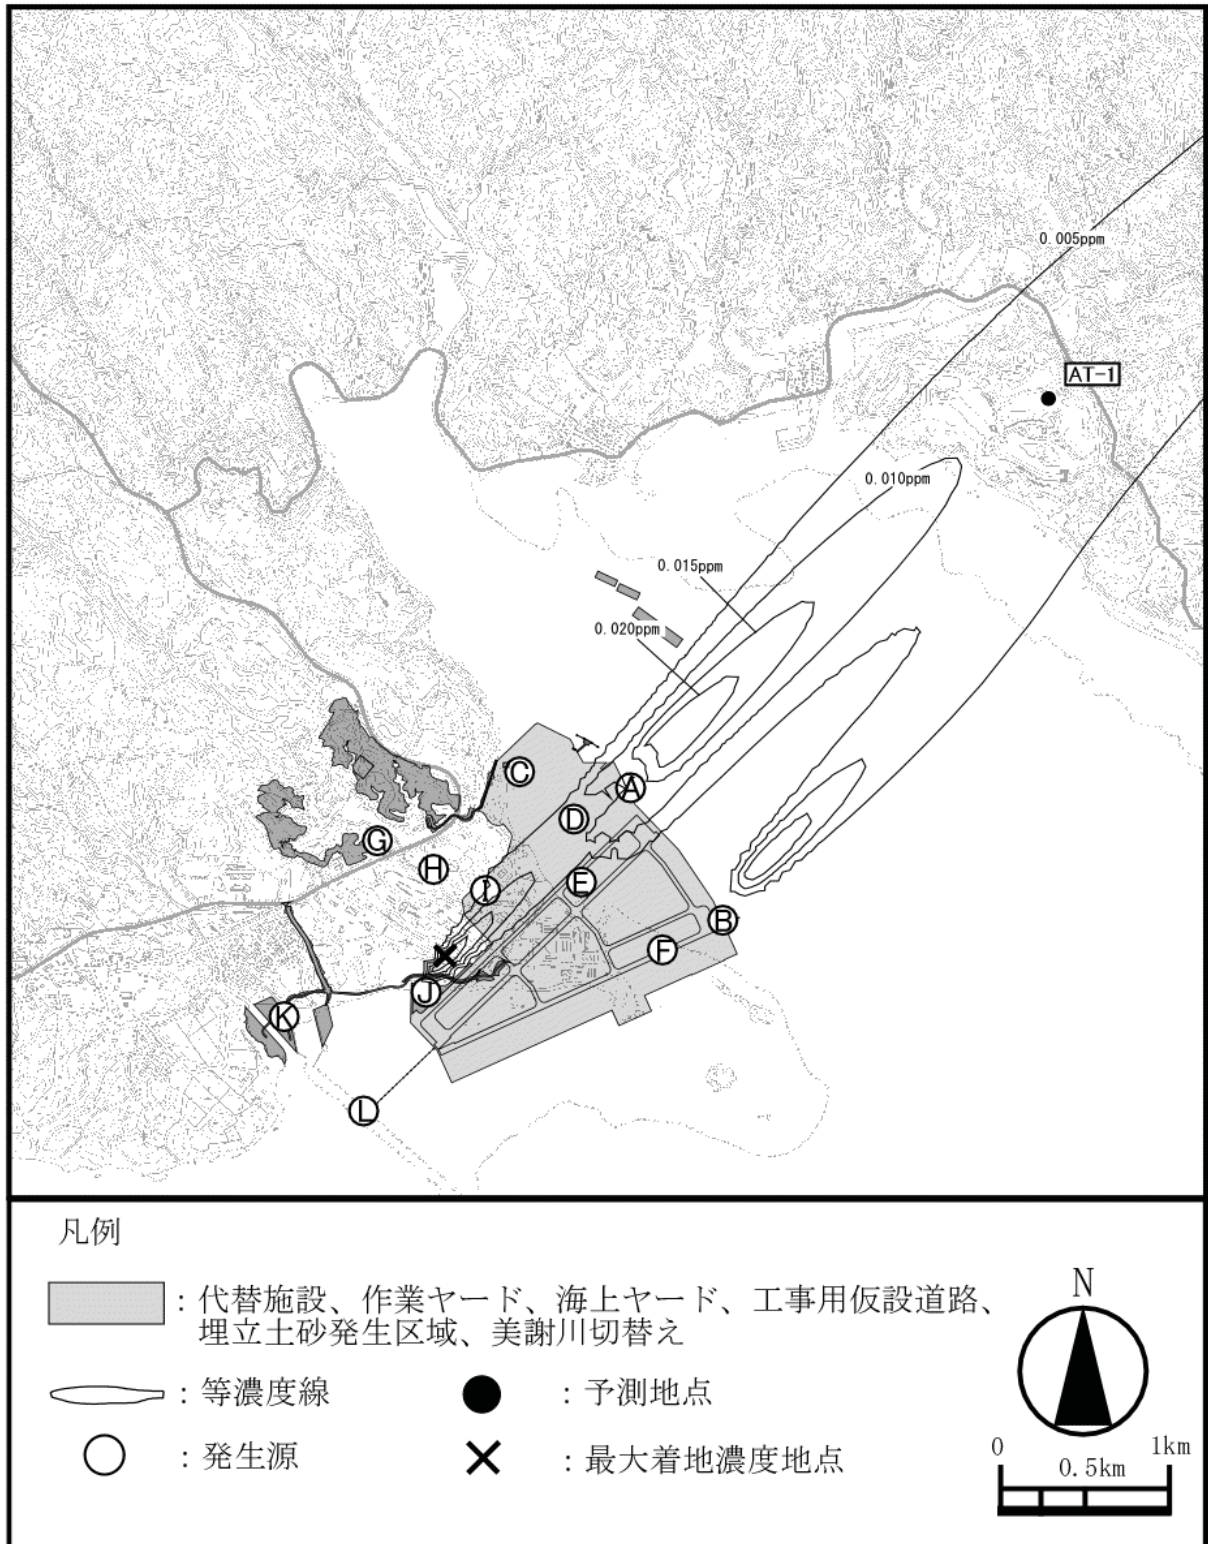 0.005ppm
AT-1
0.010ppm
0.015ppm
0.020ppm
C
A
D
G
H
I
E
B
F
J
K
L
凡例
：代替施設、作業ヤード、海上ヤード、工事用仮設道路、
埋立土砂発生区域、美謝川切替え
：等濃度線
：予測地点
：発生源
：最大着地濃度地点
N
0 1km
0.5km